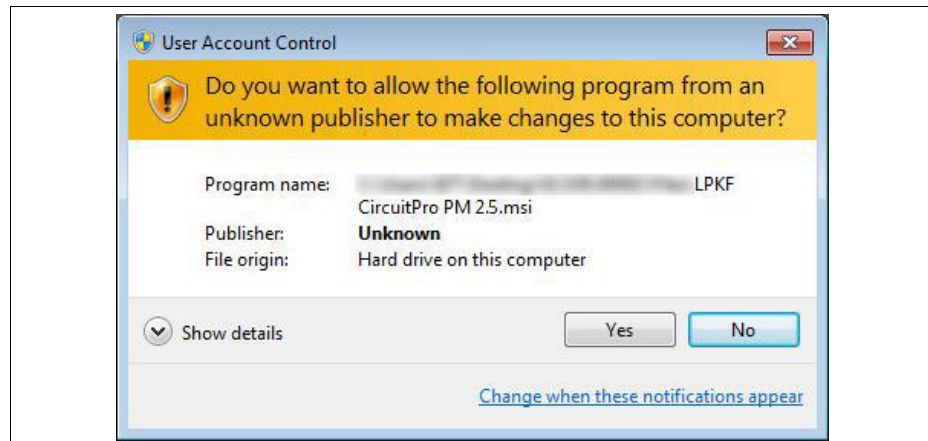 User Account Control
Do you want to allow the following program from an
unknown publisher to make changes to this computer?
Program name: LPKF
CircuitPro PM 2.5.msi
Publisher: Unknown
File origin: Hard drive on this computer
Show details
Yes No
Change when these notifications appear